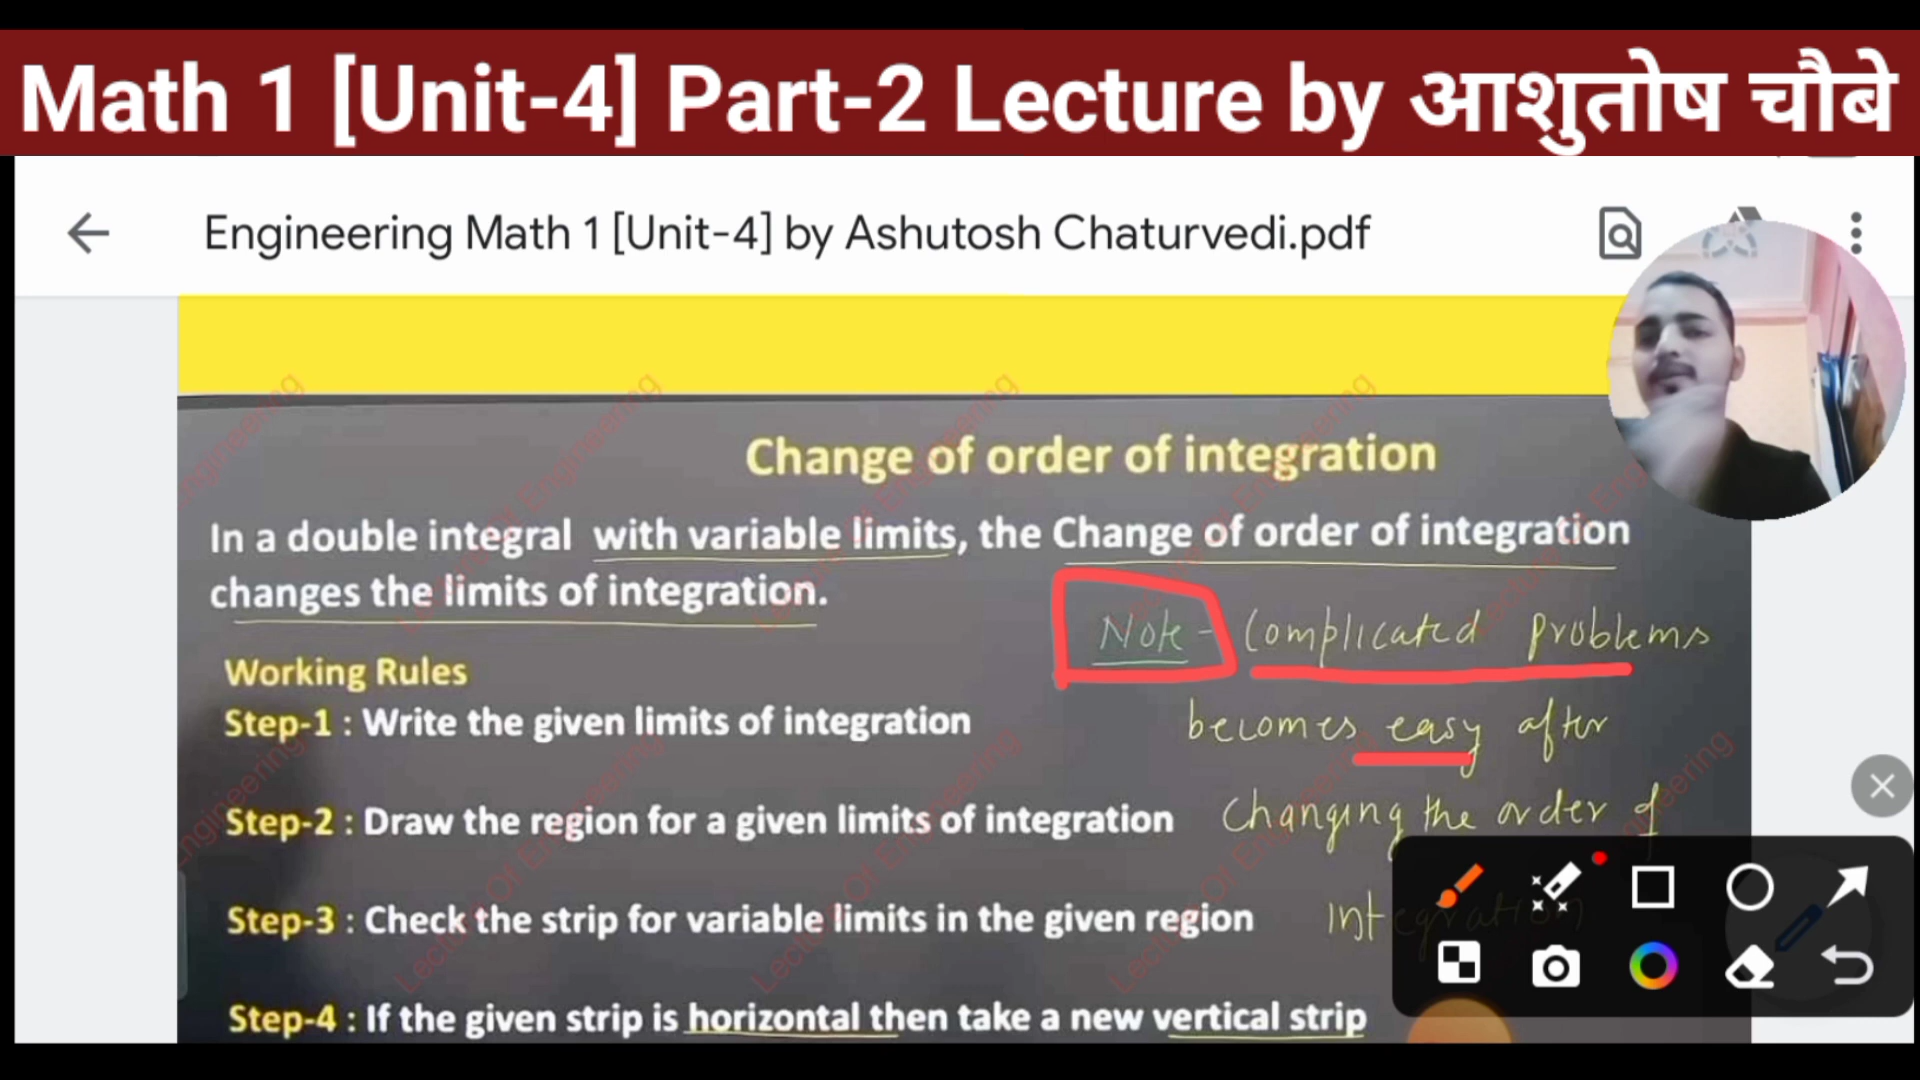 Math 1 [Unit-4] Part-2 Lecture by आशुतोष चौबे
Engineering Math 1 [Unit-4] by Ashutosh Chaturvedi.pdf
Change of order of integration
In a double integral with variable limits, the Change of order of integration
changes the limits of integration.
Note - Complicated problems
becomes easy after
changing the order of
integration
Working Rules
Step-1 : Write the given limits of integration
Step-2 : Draw the region for a given limits of integration
Step-3 : Check the strip for variable limits in the given region
Step-4 : If the given strip is horizontal then take a new vertical strip
Lecture Of Engineering